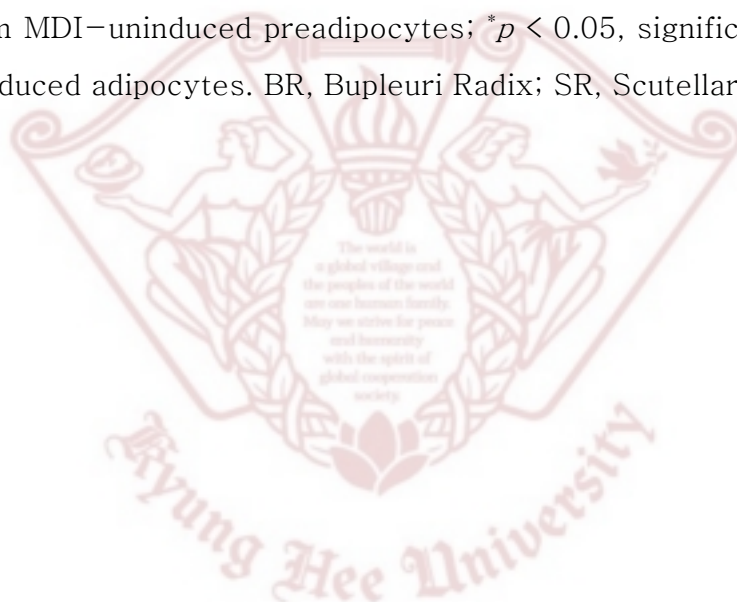 n MDI−uninduced preadipocytes; *p < 0.05, signific
duced adipocytes. BR, Bupleuri Radix; SR, Scutellar
The world is
a global village and
the peoples of the world
are one human family.
May we strive for peace
and humanity
with the spirit of
global cooperation
society.
Kyung Hee University